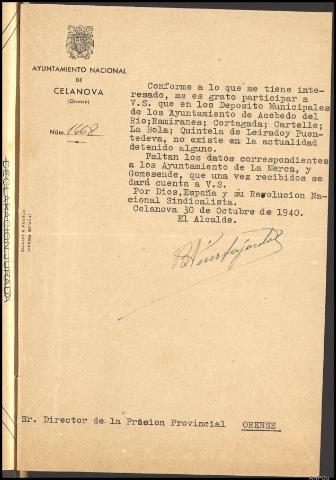 AYUNTAMIENTO NACIONAL
DE
CELANOVA
(Orense)
Núm. 1668
Conforme a lo que me tiene inte-
resado, me es grato participar a
V.S. que en los Deposito Municipales
de los Ayuntamiento de Acebedo del
Rio;Ramiranes; Cortagada; Cartelle;
La Bola; Quintela de Leiradoy Puen-
tedeva, no existe en la actualidad
detenido alguno.
Faltan los datos correspondientes
a los Ayuntamiento de La Merca, y
Gomesende, que una vez recibidos se
dará cuenta a V.S.
Por Dios,España y su Revolucion Na-
cional Sindicalista.
Celanova 30 de Octubre de 1940.
El Alcalde.
Sr. Director de la Prision Provincial ORENSE
DECLARACION JURADA